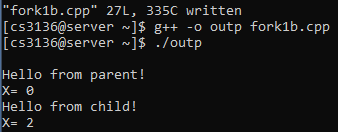 "fork1b.cpp" 27L, 335C written
[cs3136@server ~]$ g++ -o outp fork1b.cpp
[cs3136@server ~]$ ./outp
Hello from parent!
X= 0
Hello from child!
X= 2